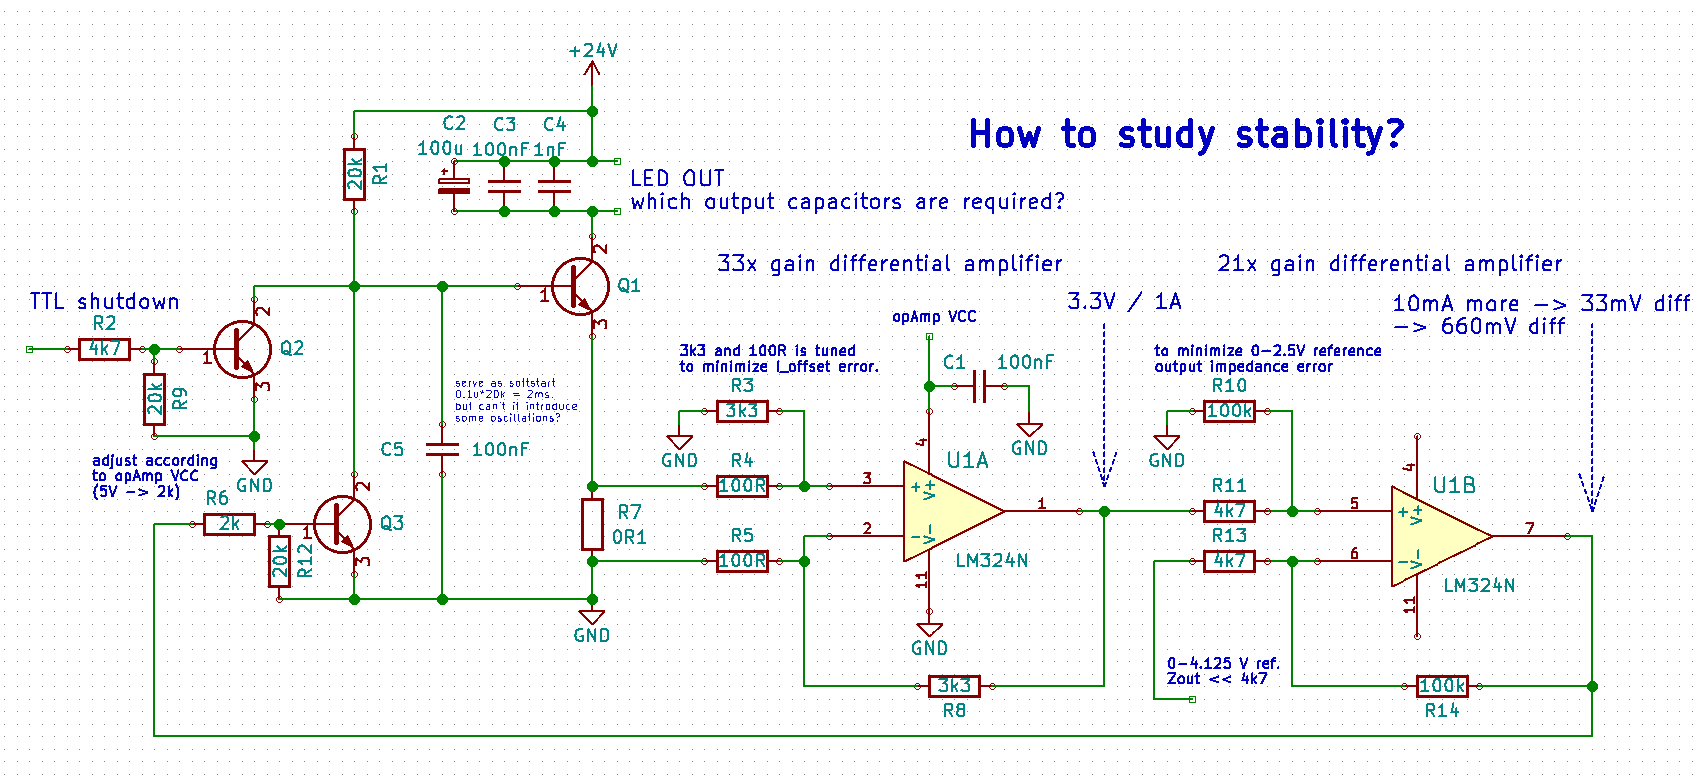 +24V
How to study stability?
C2
C3
C4
100u
100nF
1nF
20k
R1
LED OUT
which output capacitors are required?
2
1
3
Q1
33x gain differential amplifier
21x gain differential amplifier
TTL shutdown
R2
4k7
2
1
3
Q2
20k
R9
opAmp VCC
3.3V / 1A
10mA more -> 33mV diff
-> 660mV diff
3k3 and 100R is tuned
to minimize I_offset error.
R3
3k3
GND
C1
100nF
GND
to minimize 0-2.5V reference
output impedance error
R10
100k
GND
serve as softstart
0.1u*20k = 2ms.
but can't it introduce
some oscillations?
C5
100nF
GND
adjust according
to opAmp VCC
(5V -> 2k)
R6
2k
2
1
3
Q3
20k
R12
R7
0R1
GND
R4
100R
R5
100R
3
2
4
11
1
+
-
V+
V-
U1A
LM324N
GND
3k3
R8
R11
4k7
R13
4k7
5
6
4
11
7
+
-
V+
V-
U1B
LM324N
0-4.125 V ref.
Zout << 4k7
100k
R14